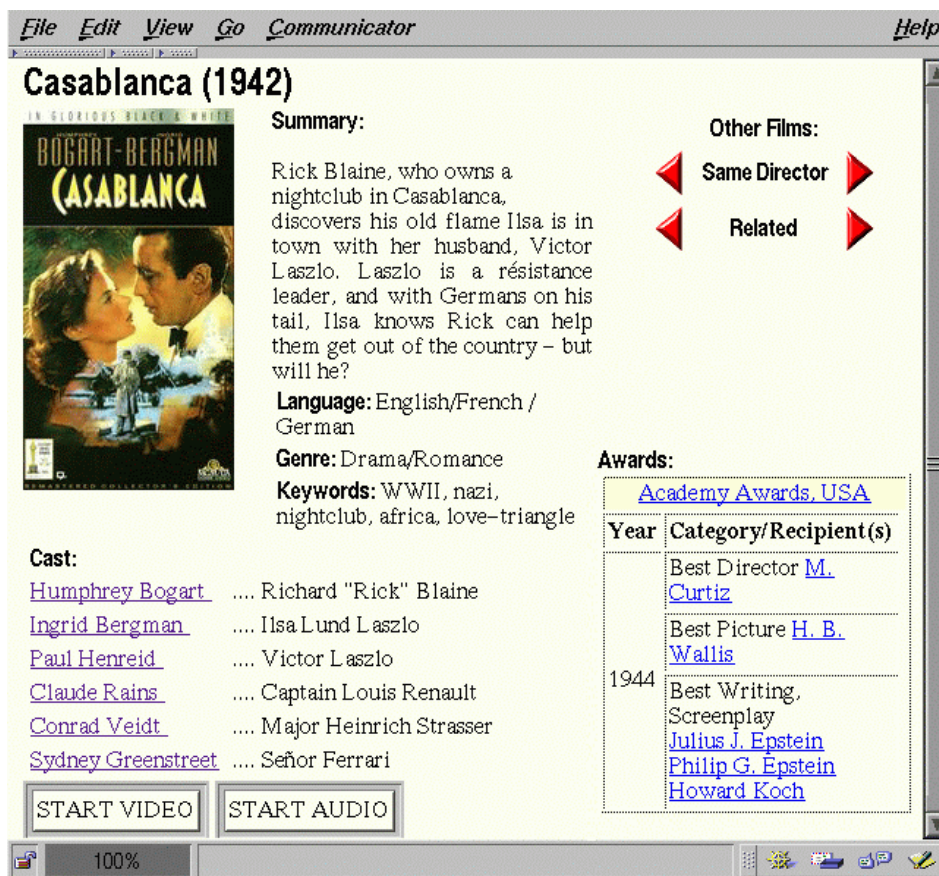 File Edit View Go Communicator Help
Casablanca (1942)
IN GLORIOUS BLACK & WHITE
HUMPHREY INGRID
BOGART-BERGMAN
CASABLANCA
REMASTERED COLLECTOR'S EDITION
Summary:
Rick Blaine, who owns a
nightclub in Casablanca,
discovers his old flame Ilsa is in
town with her husband, Victor
Laszlo. Laszlo is a résistance
leader, and with Germans on his
tail, Ilsa knows Rick can help
them get out of the country – but
will he?
Language: English/French /
German
Genre: Drama/Romance
Keywords: WWII, nazi,
nightclub, africa, love-triangle
Other Films:
Same Director
Related
Cast:
Humphrey Bogart .... Richard "Rick" Blaine
Ingrid Bergman .... Ilsa Lund Laszlo
Paul Henreid .... Victor Laszlo
Claude Rains .... Captain Louis Renault
Conrad Veidt .... Major Heinrich Strasser
Sydney Greenstreet .... Señor Ferrari
Awards:
Academy Awards, USA
Year Category/Recipient(s)
1944
Best Director M.
Curtiz
Best Picture H. B.
Wallis
Best Writing,
Screenplay
Julius J. Epstein
Philip G. Epstein
Howard Koch
START VIDEO START AUDIO
100%